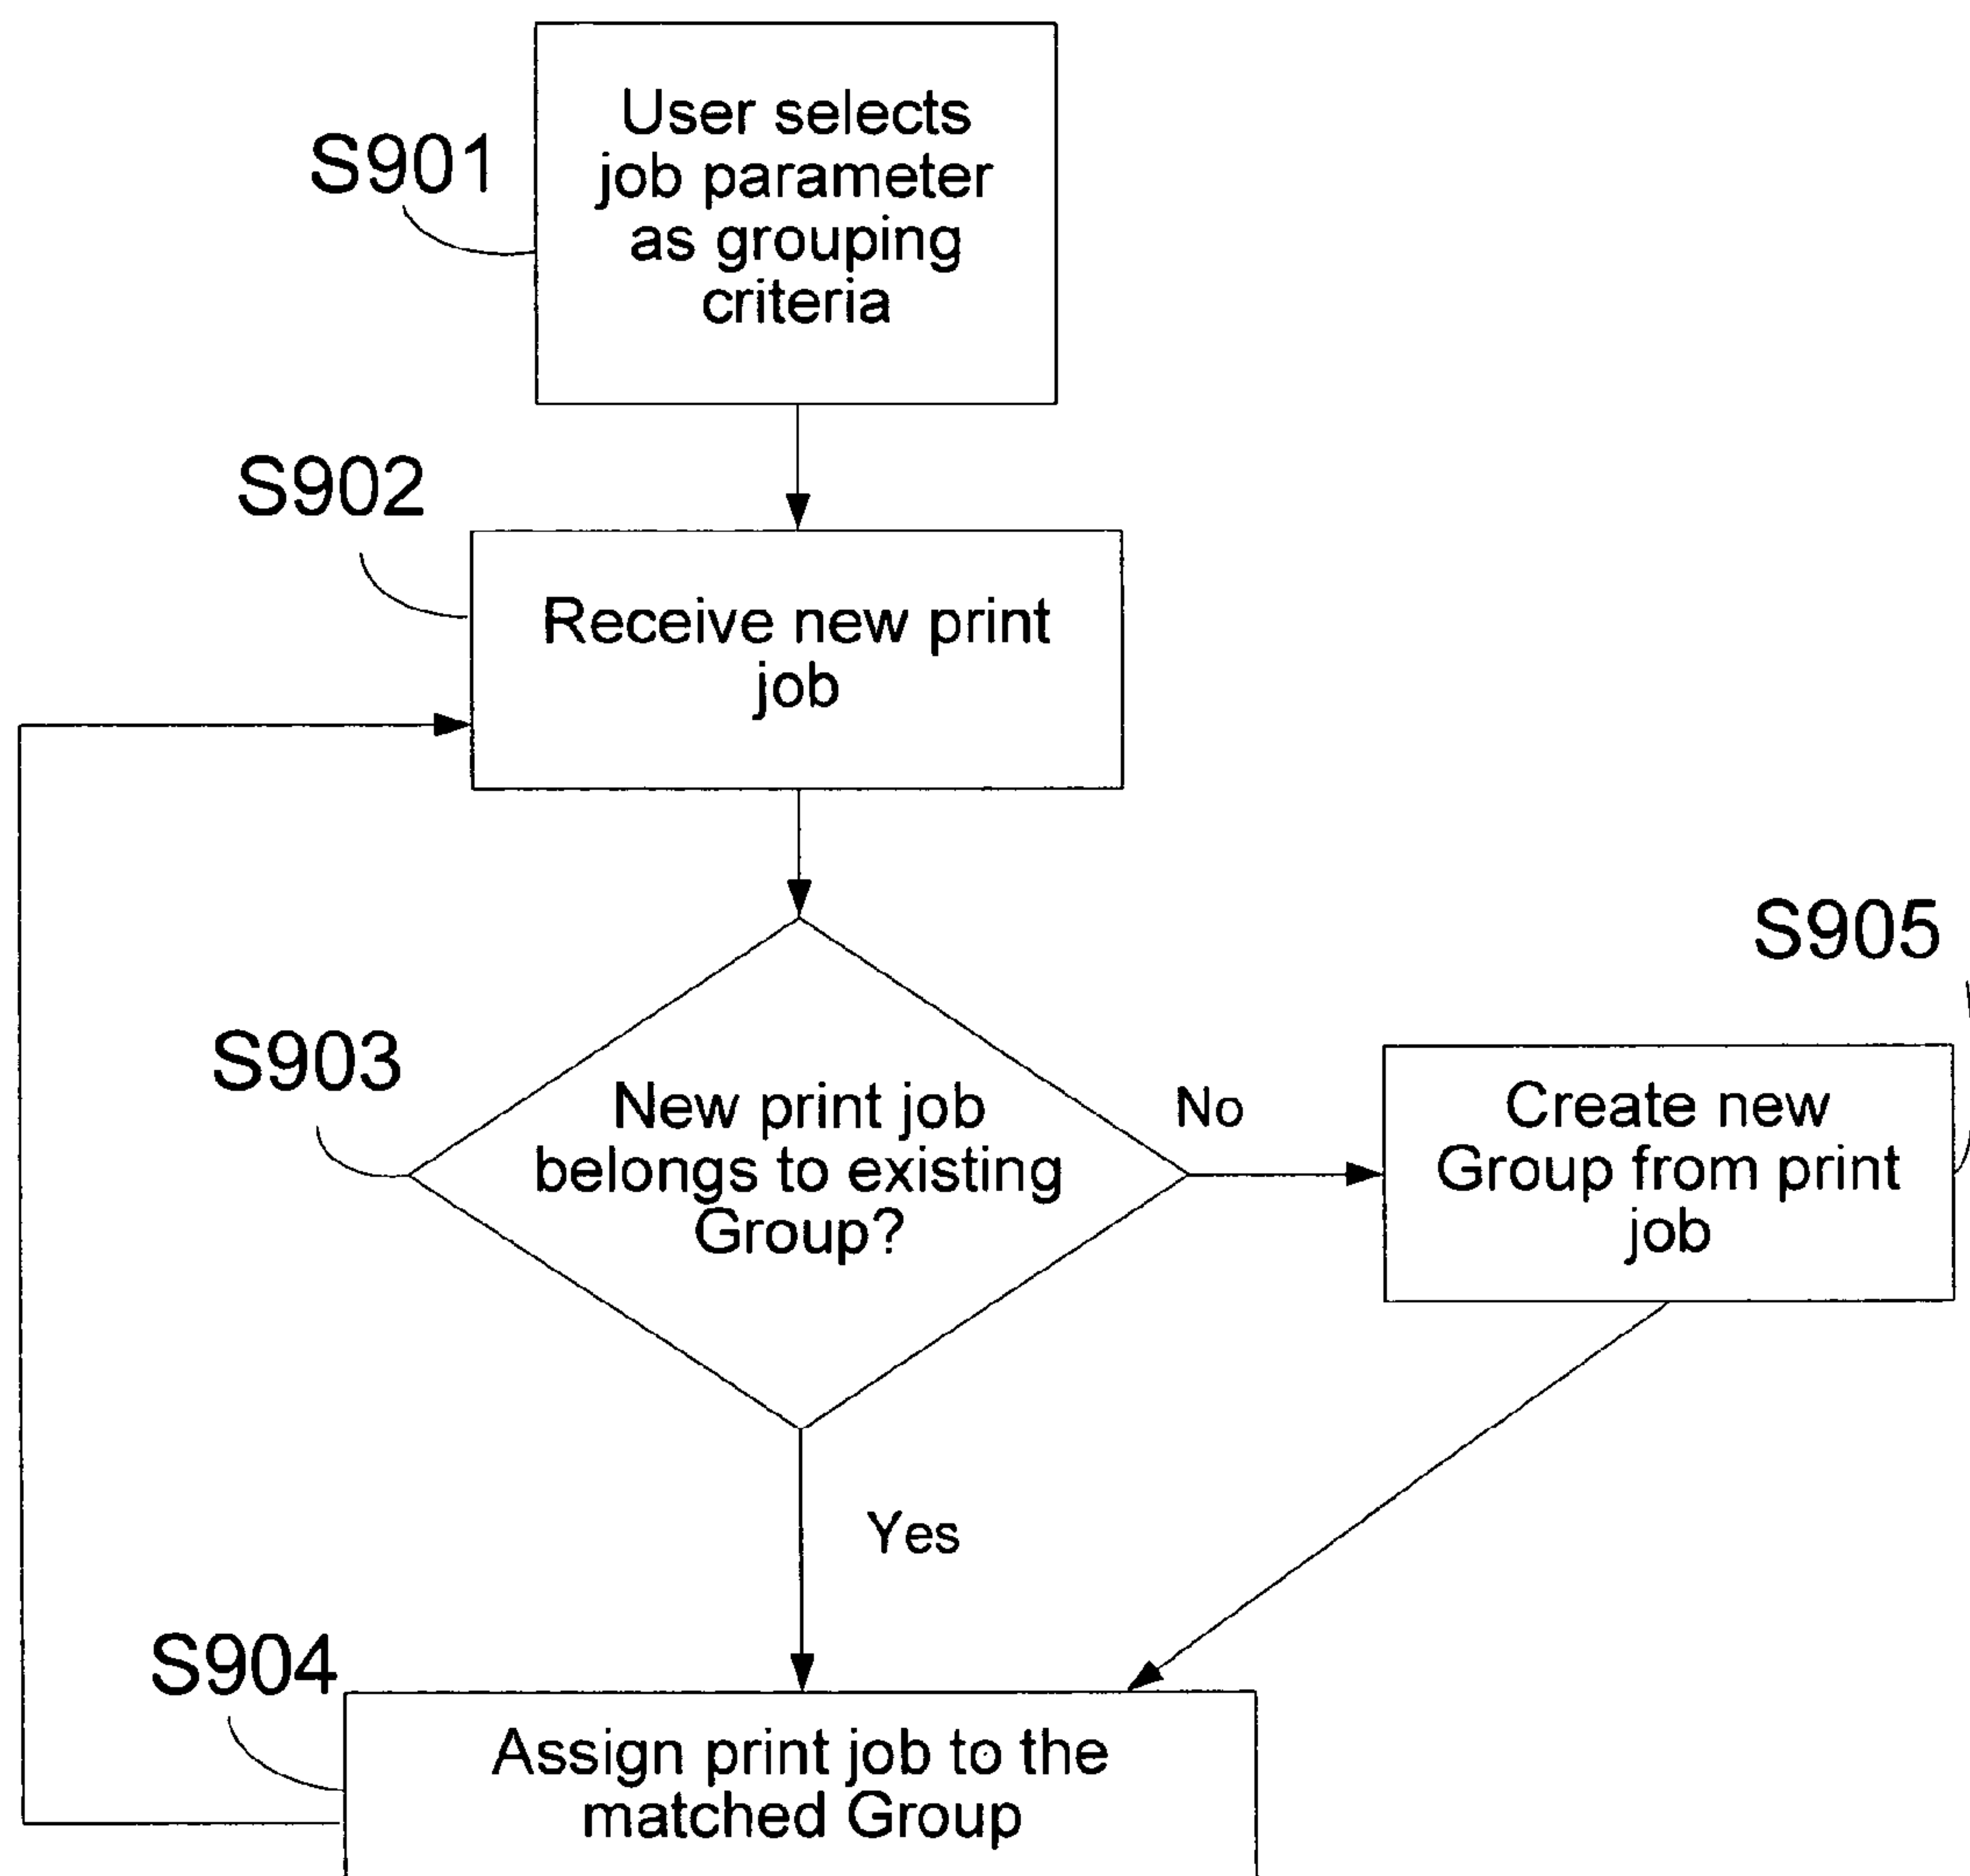 S901
User selects
job parameter
as grouping
criteria
S902
Receive new print
job
S903
New print job
belongs to existing
Group?
No
S905
Create new
Group from print
job
Yes
S904
Assign print job to the
matched Group